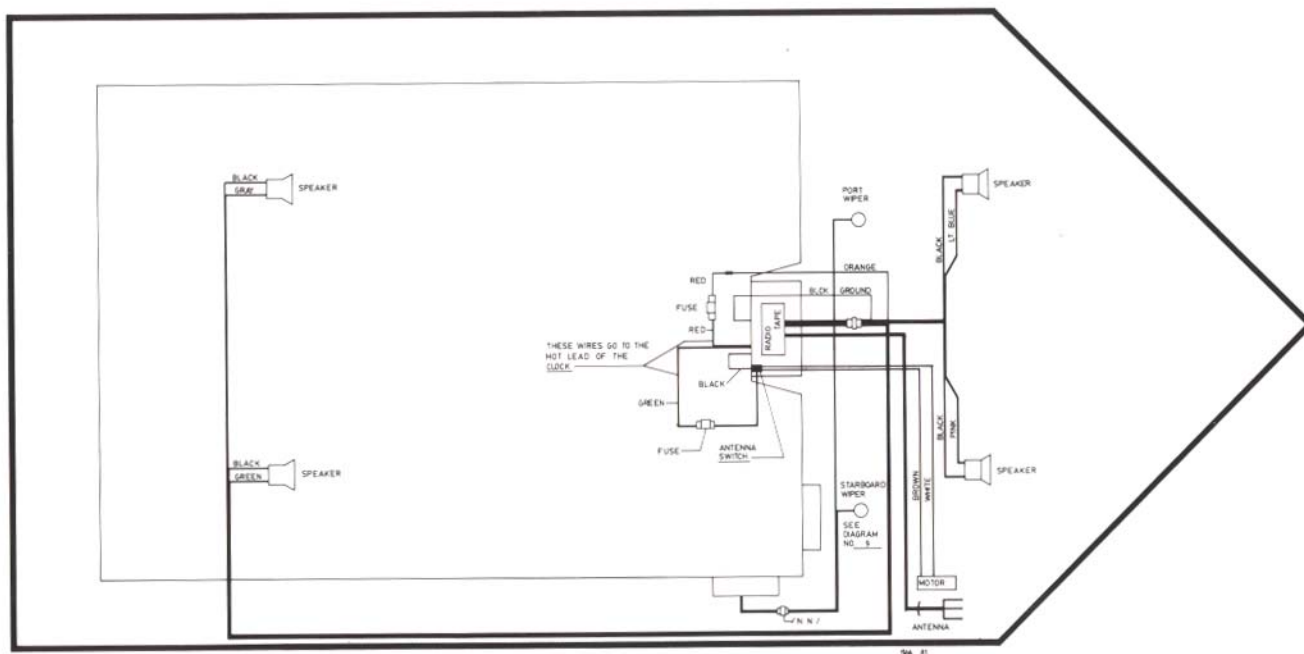 BLACK
GRAY
SPEAKER
PORT
WIPER
SPEAKER
BLACK
LT BLUE
ORANGE
RED
BLCK GROUND
FUSE
RADIO
TAPE
RED
THESE WIRES GO TO THE
HOT LEAD OF THE
CLOCK
BLACK
GREEN
FUSE
ANTENNA
SWITCH
BLACK
PINK
BLACK
GREEN
SPEAKER
SPEAKER
BROWN
WHITE
STARBOARD
WIPER
SEE
DIAGRAM
NO. 9
MOTOR
/N N/
ANTENNA